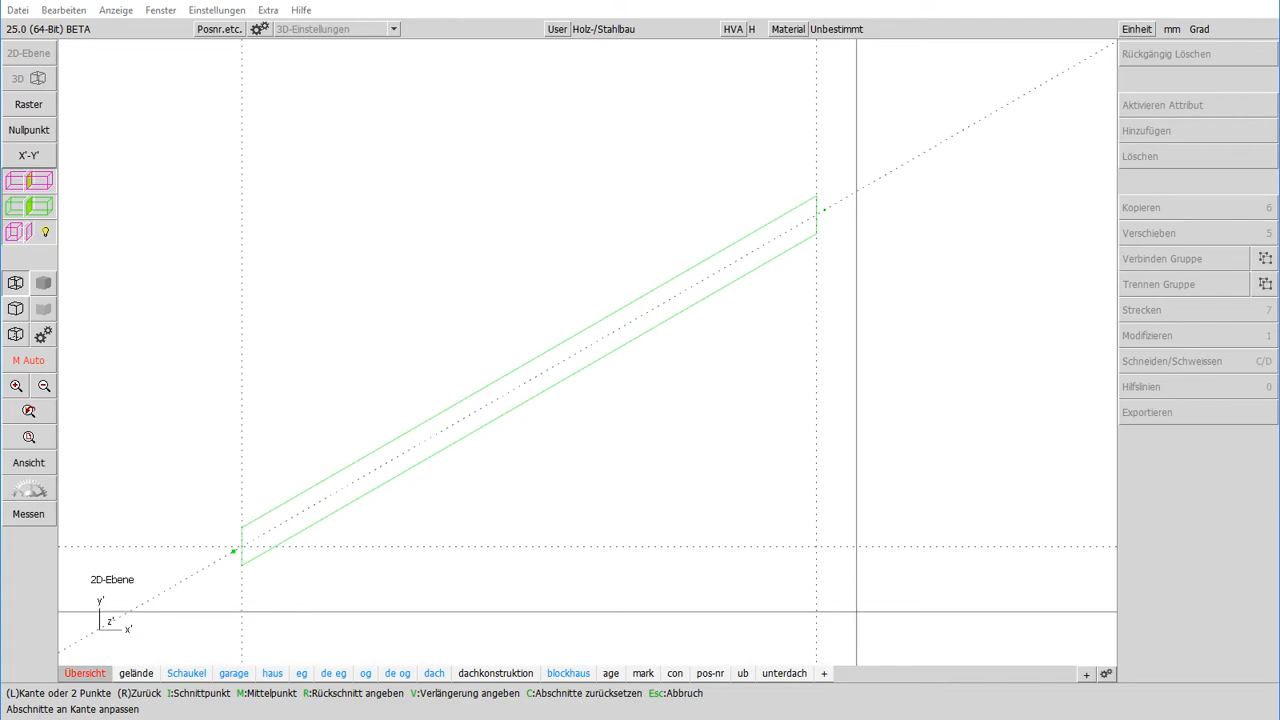 Datei Bearbeiten Anzeige Fenster Einstellungen Extra Hilfe
25.0 (64-Bit) BETA Posnr.etc. 3D-Einstellungen User Holz-/Stahlbau HVA H Material Unbestimmt Einheit mm Grad
2D-Ebene
3D
Raster
Nullpunkt
X'-Y'
M Auto
Ansicht
Messen
Rückgängig Löschen
Aktivieren Attribut
Hinzufügen
Löschen
Kopieren 6
Verschieben 5
Verbinden Gruppe
Trennen Gruppe
Strecken 7
Modifizieren 1
Schneiden/Schweissen C/D
Hilfslinien 0
Exportieren
2D-Ebene
y'
z'
x'
Übersicht gelände Schaukel garage haus eg de eg og de og dach dachkonstruktion blockhaus age mark con pos-nr ub unterdach + +
(L)Kante oder 2 Punkte (R)Zurück I:Schnittpunkt M:Mittelpunkt R:Rückschnitt angeben V:Verlängerung angeben C:Abschnitte zurücksetzen Esc:Abbruch
Abschnitte an Kante anpassen